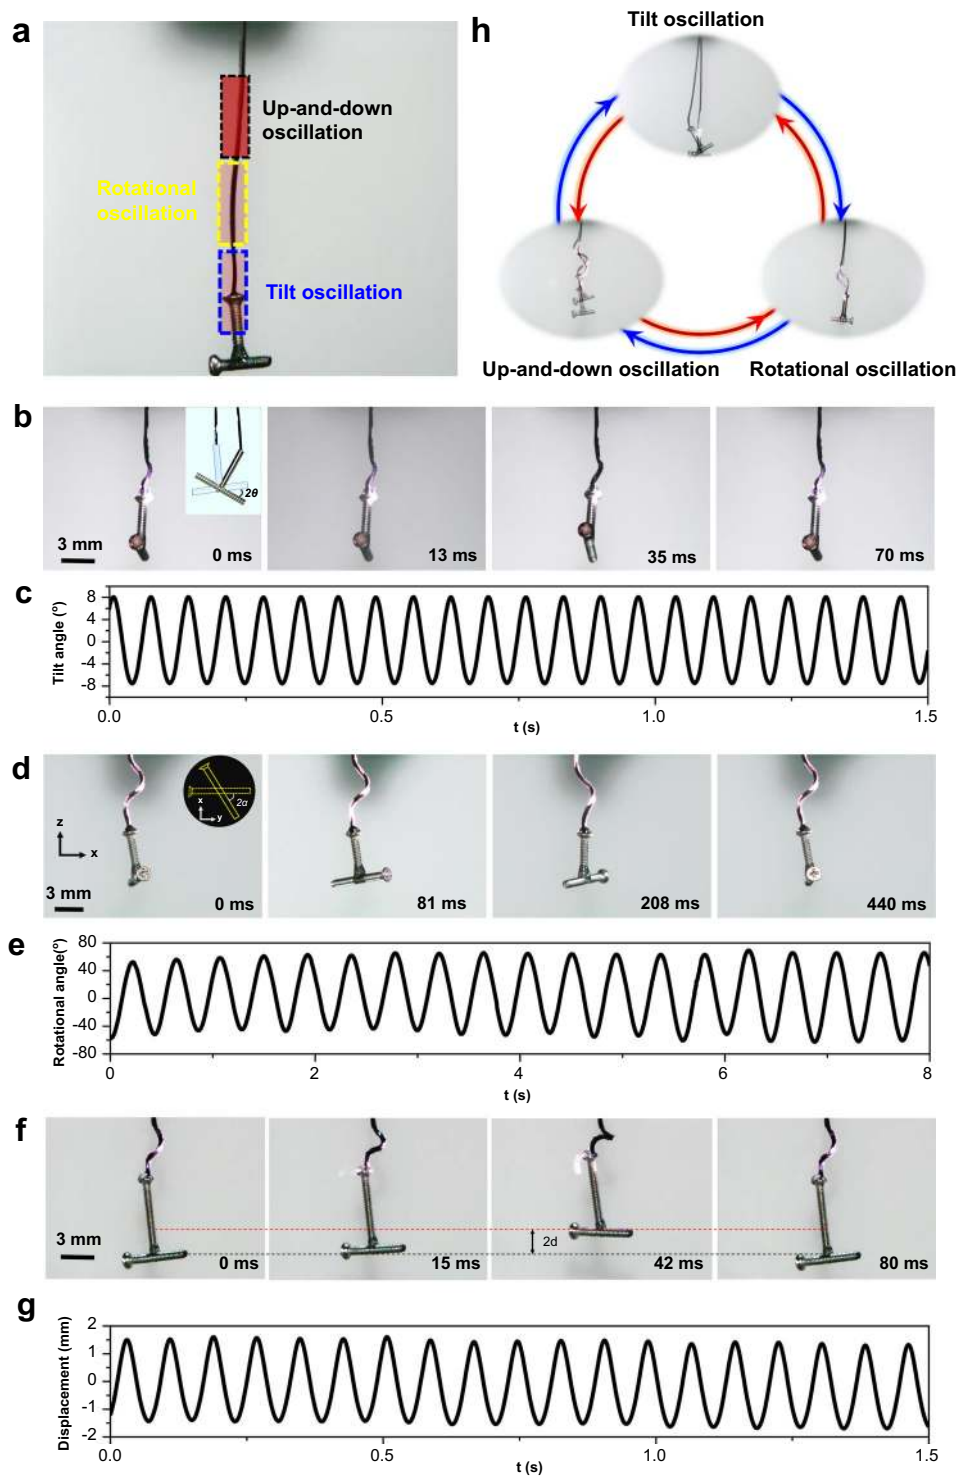 a
Up-and-down
oscillation
Rotational
oscillation
Tilt oscillation
h
Tilt oscillation
Up-and-down oscillation
Rotational oscillation
b
2θ
3 mm
0 ms
13 ms
35 ms
70 ms
c
Tilt angle (°)
8
4
0
-4
-8
0.0
0.5
1.0
1.5
t (s)
d
2α
x
y
z
x
3 mm
0 ms
81 ms
208 ms
440 ms
e
Rotational angle(°)
80
40
0
-40
-80
0
2
4
6
8
t (s)
f
3 mm
2d
0 ms
15 ms
42 ms
80 ms
g
Displacement (mm)
2
1
0
-1
-2
0.0
0.5
1.0
1.5
t (s)